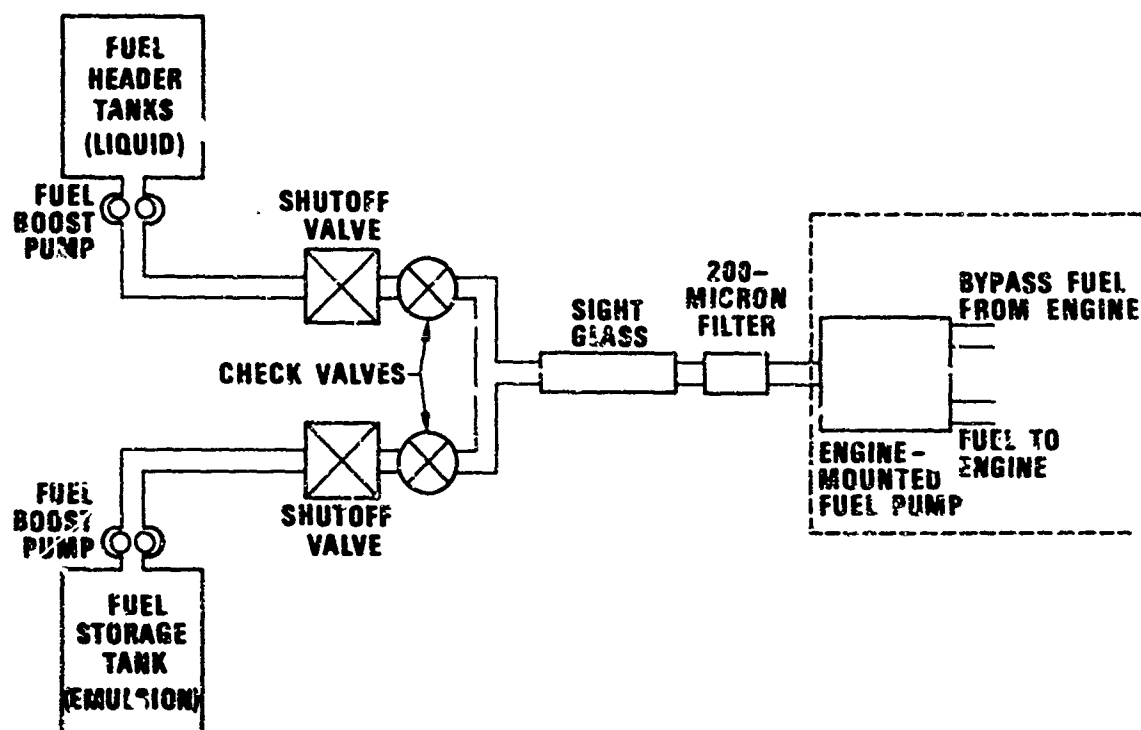 FUEL
HEADER
TANKS
(LIQUID)
FUEL
BOOST
PUMP
SHUTOFF
VALVE
CHECK VALVES
SIGHT
GLASS
200-
MICRON
FILTER
BYPASS FUEL
FROM ENGINE
FUEL TO
ENGINE
ENGINE-
MOUNTED
FUEL PUMP
SHUTOFF
VALVE
FUEL
BOOST
PUMP
FUEL
STORAGE
TANK
(EMULSION)